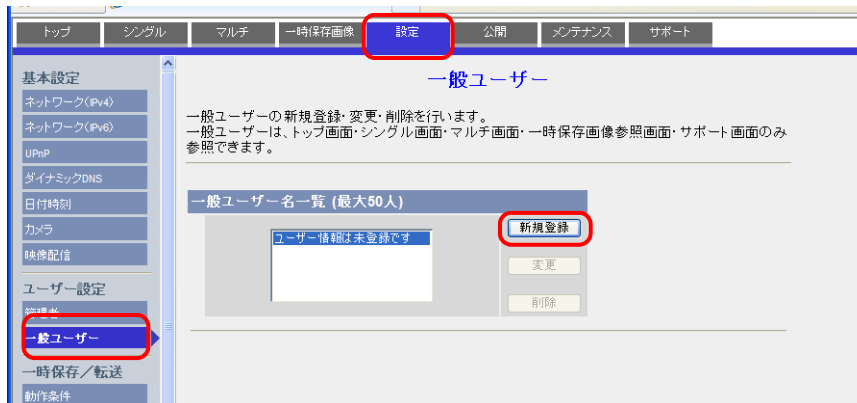 トップ シングル マルチ 一時保存画像 設定 公開 メンテナンス サポート
基本設定
ネットワーク(IPv4)
ネットワーク(IPv6)
UPnP
ダイナミックDNS
日付時刻
カメラ
映像配信
ユーザー設定
管理者
一般ユーザー
一時保存/転送
動作条件
一般ユーザー
一般ユーザーの新規登録・変更・削除を行います。
一般ユーザーは、トップ画面・シングル画面・マルチ画面・一時保存画像参照画面・サポート画面のみ
参照できます。
一般ユーザー名一覧 (最大50人)
ユーザー情報は未登録です
新規登録
変更
削除